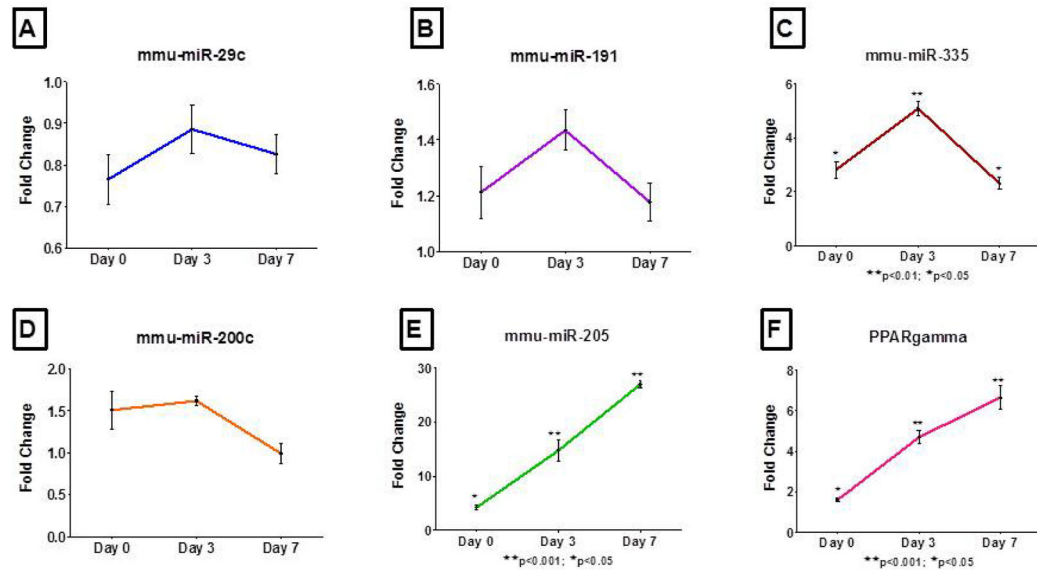 A
mmu-miR-29c
Fold Change
1.0
0.9
0.8
0.7
0.6
Day 0 Day 3 Day 7
B
mmu-miR-191
Fold Change
1.6
1.4
1.2
1.0
Day 0 Day 3 Day 7
C
mmu-miR-335
Fold Change
6
4
2
0
*
**
*
Day 0 Day 3 Day 7
**p<0.01; *p<0.05
D
mmu-miR-200c
Fold Change
2.0
1.5
1.0
0.5
0.0
Day 0 Day 3 Day 7
E
mmu-miR-205
Fold Change
30
20
10
0
*
**
**
Day 0 Day 3 Day 7
**p<0.001; *p<0.05
F
PPARgamma
Fold Change
8
6
4
2
0
*
**
**
Day 0 Day 3 Day 7
**p<0.001; *p<0.05